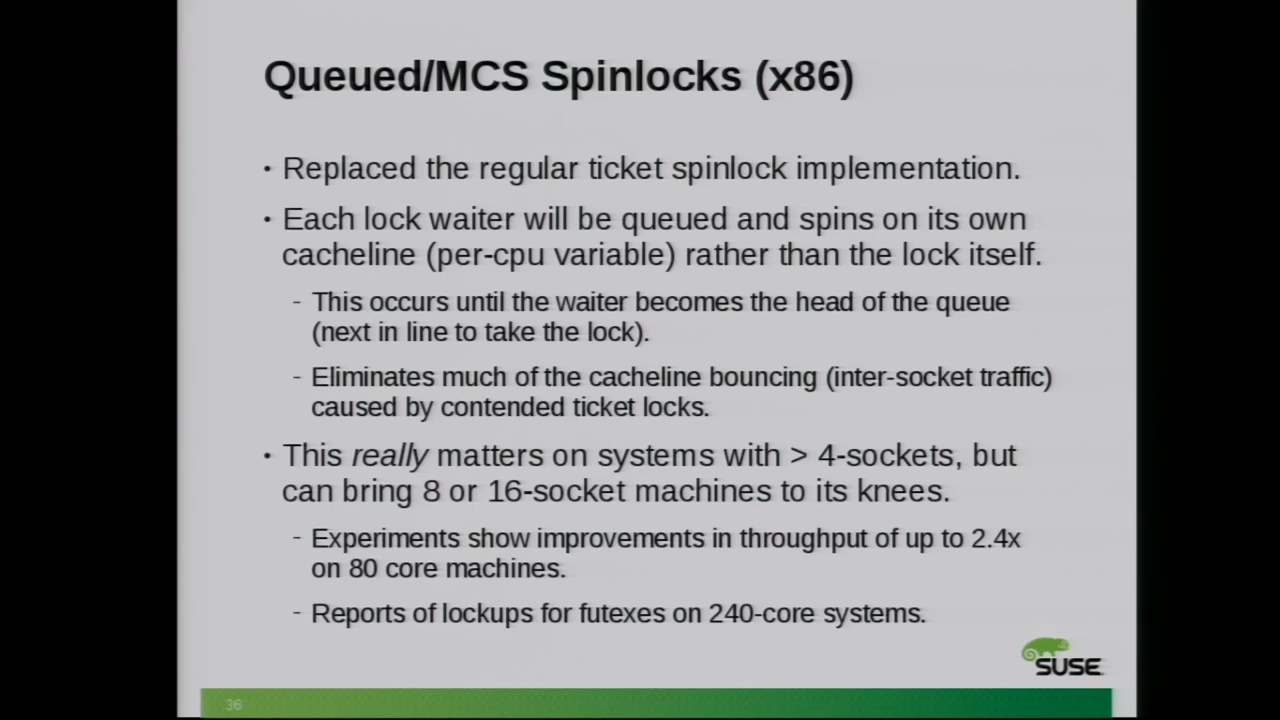 Queued/MCS Spinlocks (x86)
• Replaced the regular ticket spinlock implementation.
• Each lock waiter will be queued and spins on its own
cacheline (per-cpu variable) rather than the lock itself.
- This occurs until the waiter becomes the head of the queue
(next in line to take the lock).
- Eliminates much of the cacheline bouncing (inter-socket traffic)
caused by contended ticket locks.
• This really matters on systems with > 4-sockets, but
can bring 8 or 16-socket machines to its knees.
- Experiments show improvements in throughput of up to 2.4x
on 80 core machines.
- Reports of lockups for futexes on 240-core systems.
SUSE
36